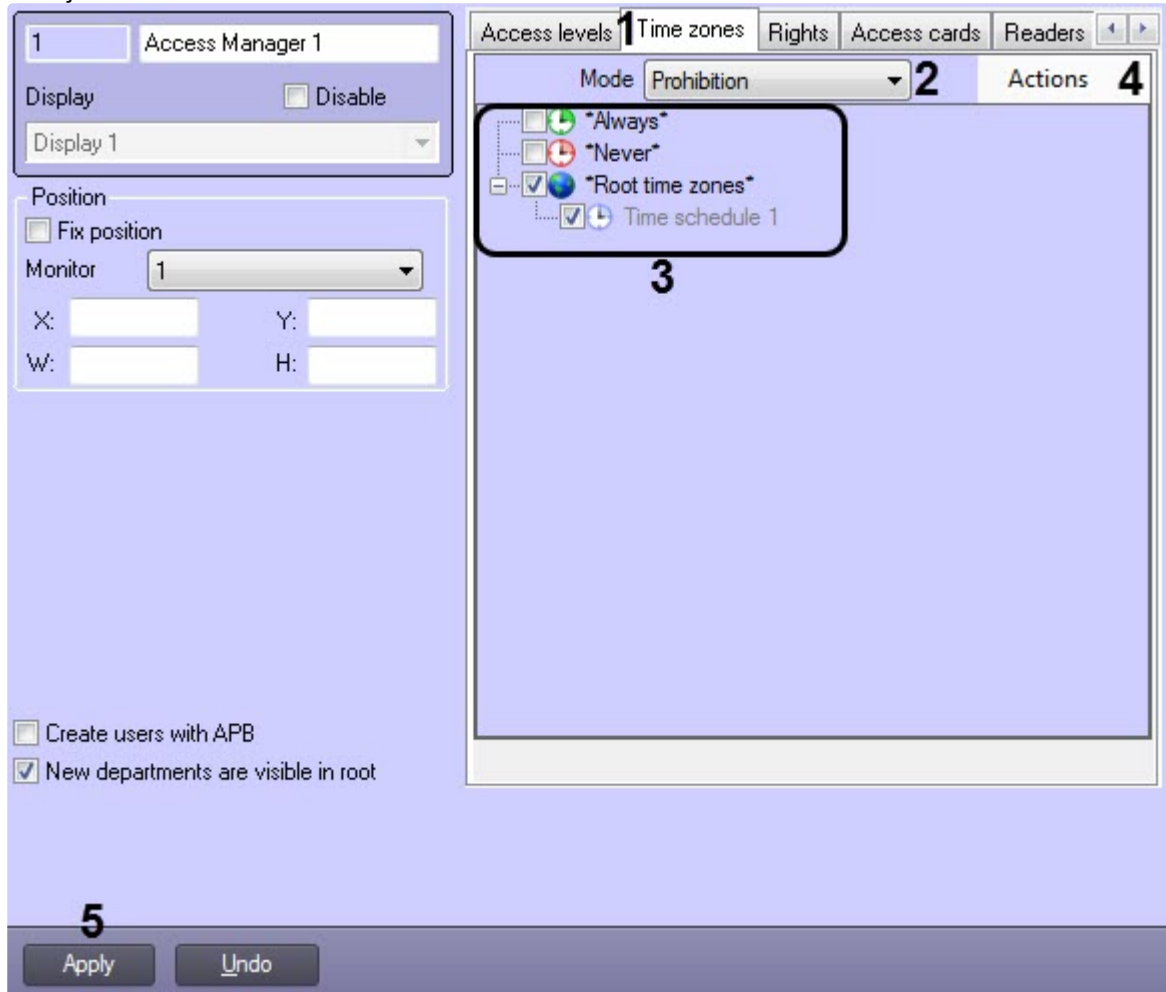 1 Access Manager 1
Display Disable
Display 1
Position
Fix position
Monitor 1
X: Y:
W: H:
Create users with APB
New departments are visible in root
Access levels 1 Time zones Rights Access cards Readers
Mode Prohibition 2 Actions 4
*Always*
*Never*
*Root time zones*
Time schedule 1
3
5
Apply Undo